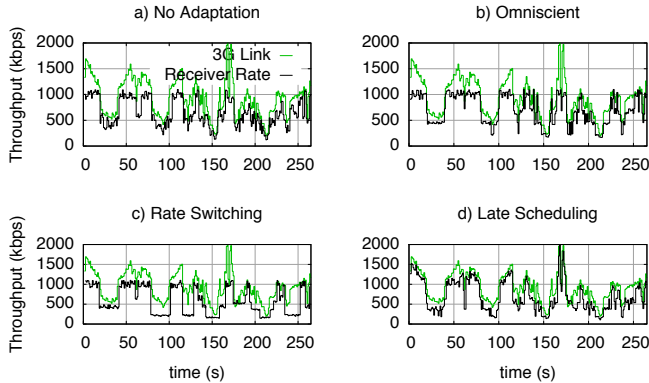 a) No Adaptation
b) Omniscient
Throughput (kbps)
2000
1500
1000
500
0
3G Link
Receiver Rate
0 50 100 150 200 250
2000
1500
1000
500
0
0 50 100 150 200 250
c) Rate Switching
d) Late Scheduling
Throughput (kbps)
2000
1500
1000
500
0
0 50 100 150 200 250
time (s)
2000
1500
1000
500
0
0 50 100 150 200 250
time (s)